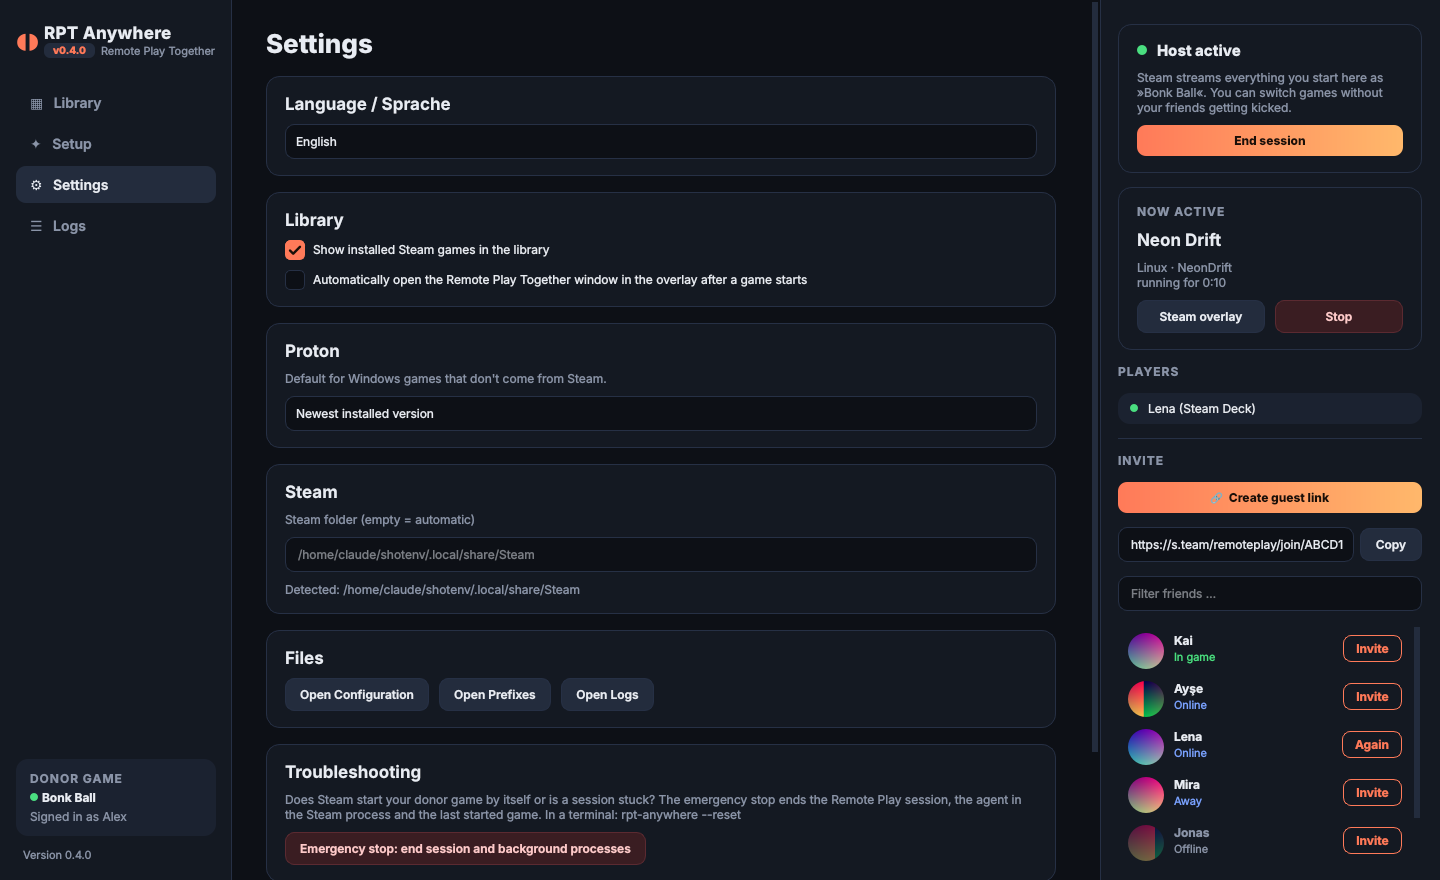 RPT Anywhere
v0.4.0 Remote Play Together
Library
Setup
Settings
Logs
DONOR GAME
Bonk Ball
Signed in as Alex
Version 0.4.0
Settings
Language / Sprache
English
Library
Show installed Steam games in the library
Automatically open the Remote Play Together window in the overlay after a game starts
Proton
Default for Windows games that don't come from Steam.
Newest installed version
Steam
Steam folder (empty = automatic)
/home/claude/shotenv/.local/share/Steam
Detected: /home/claude/shotenv/.local/share/Steam
Files
Open Configuration
Open Prefixes
Open Logs
Troubleshooting
Does Steam start your donor game by itself or is a session stuck? The emergency stop ends the Remote Play session, the agent in
the Steam process and the last started game. In a terminal: rpt-anywhere --reset
Emergency stop: end session and background processes
Host active
Steam streams everything you start here as
»Bonk Ball«. You can switch games without
your friends getting kicked.
End session
NOW ACTIVE
Neon Drift
Linux · NeonDrift
running for 0:10
Steam overlay
Stop
PLAYERS
Lena (Steam Deck)
INVITE
Create guest link
https://s.team/remoteplay/join/ABCD1
Copy
Filter friends ...
Kai
In game
Invite
Ayşe
Online
Invite
Lena
Online
Again
Mira
Away
Invite
Jonas
Offline
Invite